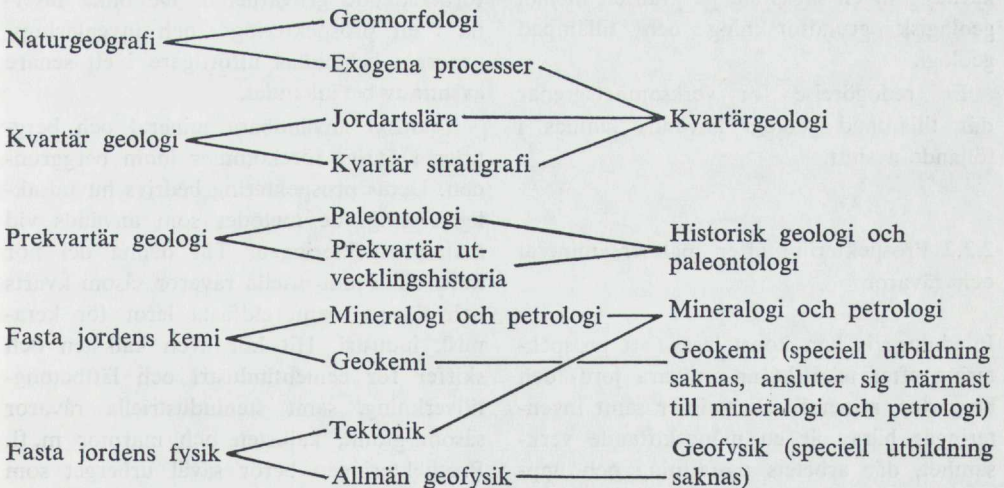 Geomorfologi
Naturgeografi
Exogena processer
Jordartslära
Kvartärgeologi
Kvartär geologi
Kvartär stratigrafi
Paleontologi
Prekvartär geologi
Prekvartär ut-
vecklingshistoria
Historisk geologi och
paleontologi
Mineralogi och petrologi
Mineralogi och petrologi
Fasta jordens kemi
Geokemi
Geokemi (speciell utbildning
saknas, ansluter sig närmast
till mineralogi och petrologi)
Tektonik
Fasta jordens fysik
Allmän geofysik
Geofysik (speciell utbildning
saknas)